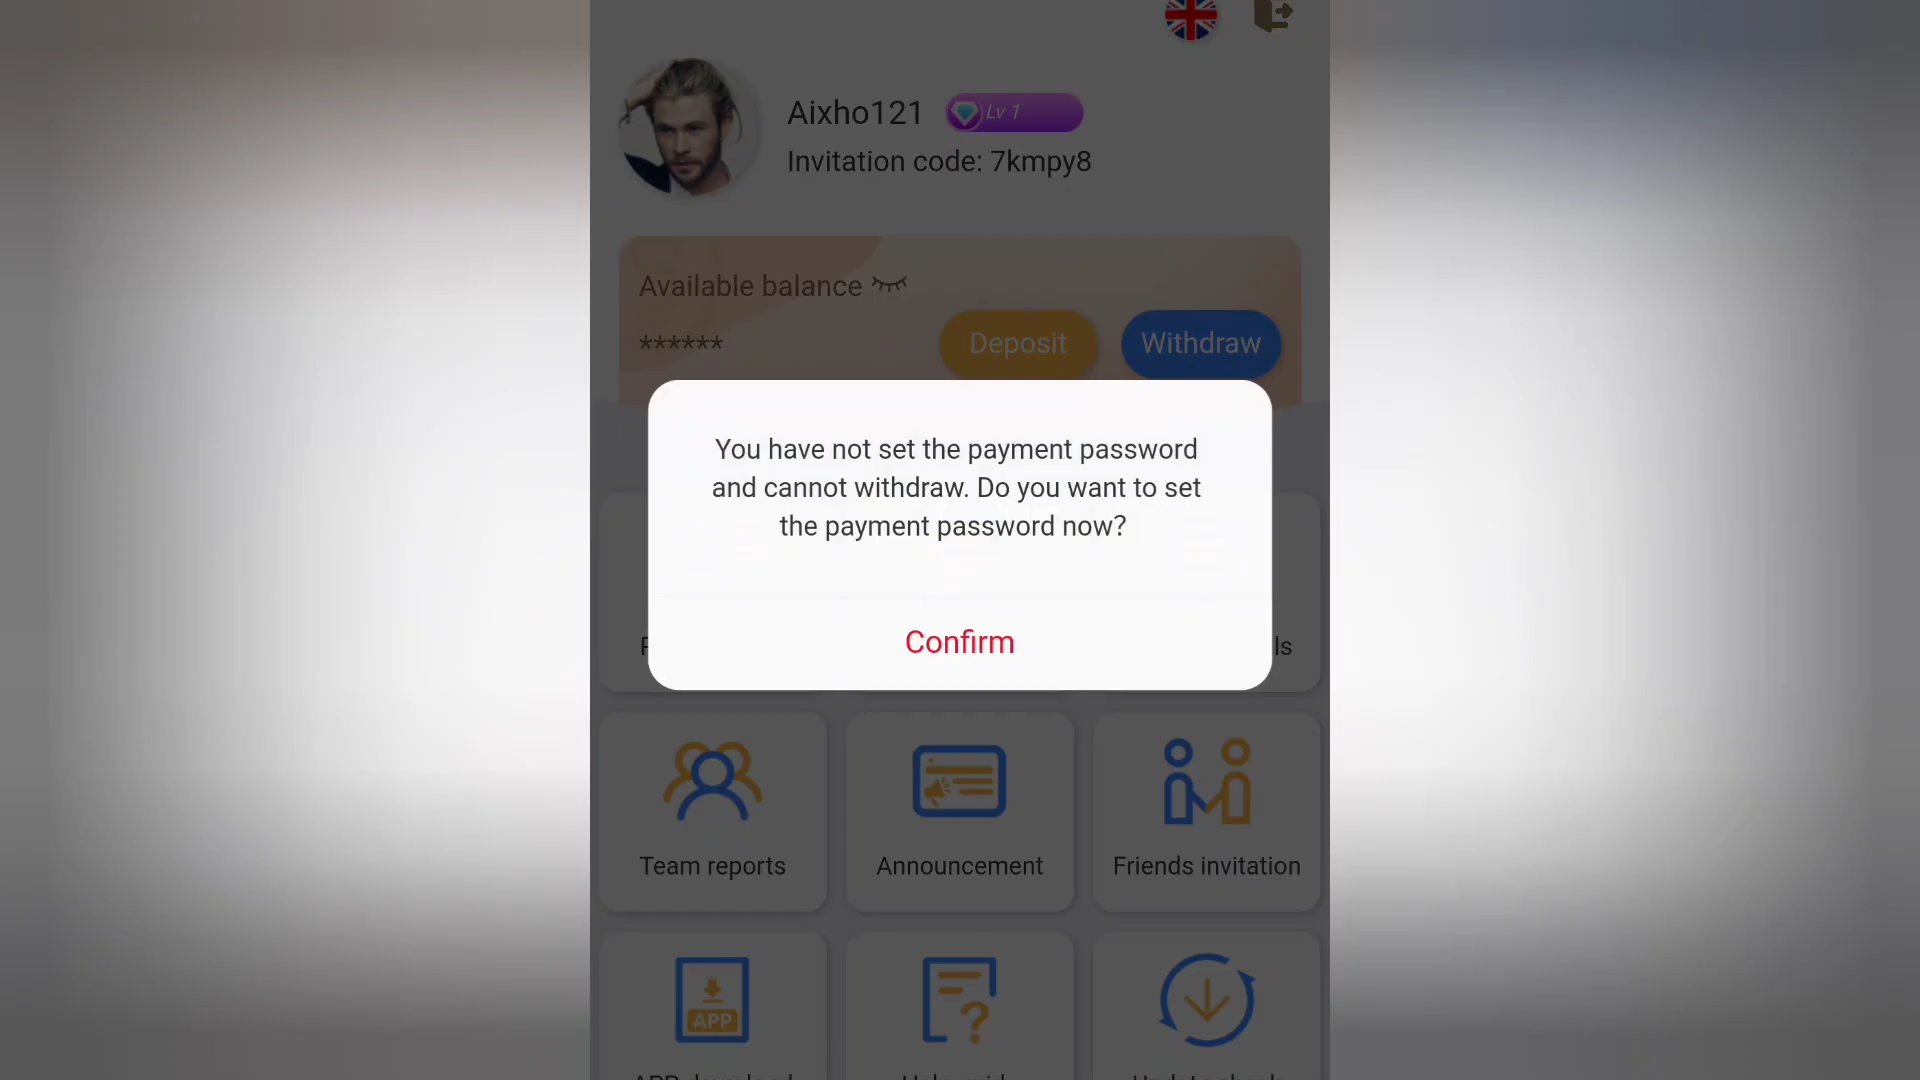 Aixho121
Lv 1
Invitation code: 7kmpy8
Available balance
******
Deposit
Withdraw
You have not set the payment password
and cannot withdraw. Do you want to set
the payment password now?
Confirm
Team reports
Announcement
Friends invitation
APP